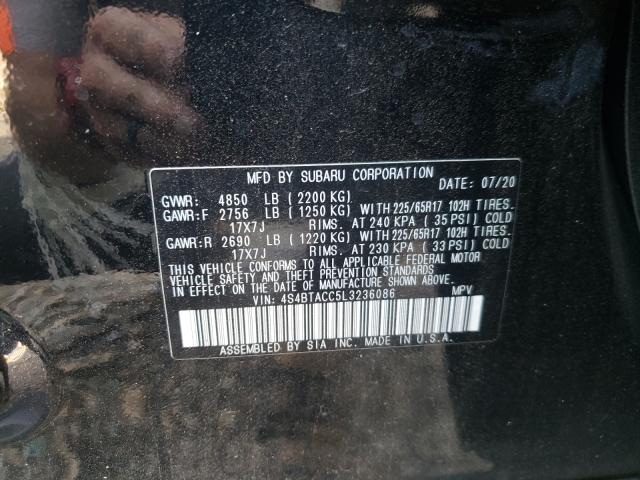 MFD BY SUBARU CORPORATION
DATE: 07/20
GVWR: 4850 LB (2200 KG)
GAWR:F 2756 LB (1250 KG) WITH 225/65R17 102H TIRES.
17X7J RIMS. AT 240 KPA (35 PSI) COLD
GAWR:R 2690 LB (1220 KG) WITH 225/65R17 102H TIRES.
17X7J RIMS. AT 230 KPA (33 PSI) COLD
THIS VEHICLE CONFORMS TO ALL APPLICABLE FEDERAL MOTOR
VEHICLE SAFETY AND THEFT PREVENTION STANDARDS
IN EFFECT ON THE DATE OF MANUFACTURE SHOWN ABOVE.
VIN: 4S4BTACC5L3236086 MPV
ASSEMBLED BY SIA INC. MADE IN U.S.A.